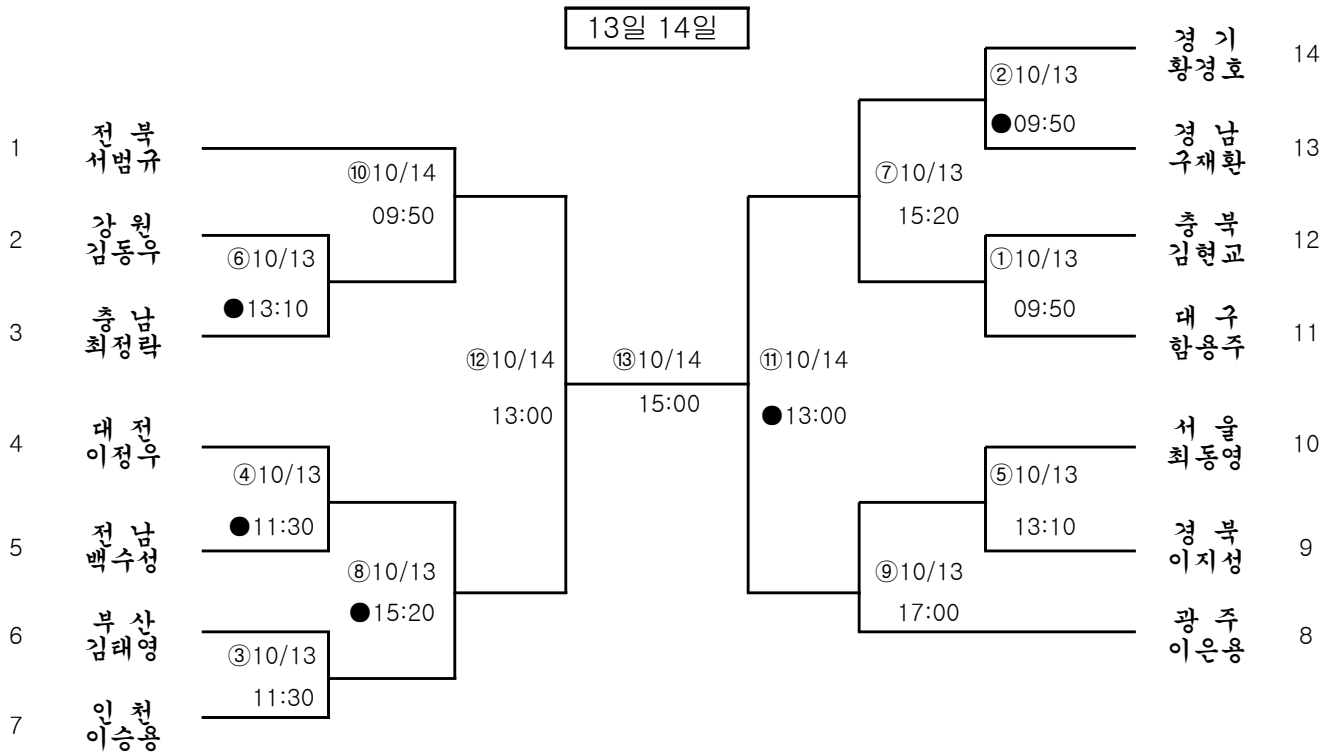 13일 14일
1
전 북
서범규
2
강 원
김동우
3
충 남
최정락
4
대 전
이정우
5
전 남
백수성
6
부 산
김태영
7
인 천
이승용
⑥10/13
●13:10
④10/13
●11:30
③10/13
11:30
⑩10/14
09:50
⑧10/13
●15:20
⑫10/14
13:00
⑬10/14
15:00
⑪10/14
●13:00
⑦10/13
15:20
⑨10/13
17:00
②10/13
●09:50
①10/13
09:50
⑤10/13
13:10
경 기
황경호
14
경 남
구재환
13
충 북
김현교
12
대 구
함용주
11
서 울
최동영
10
경 북
이지성
9
광 주
이은용
8